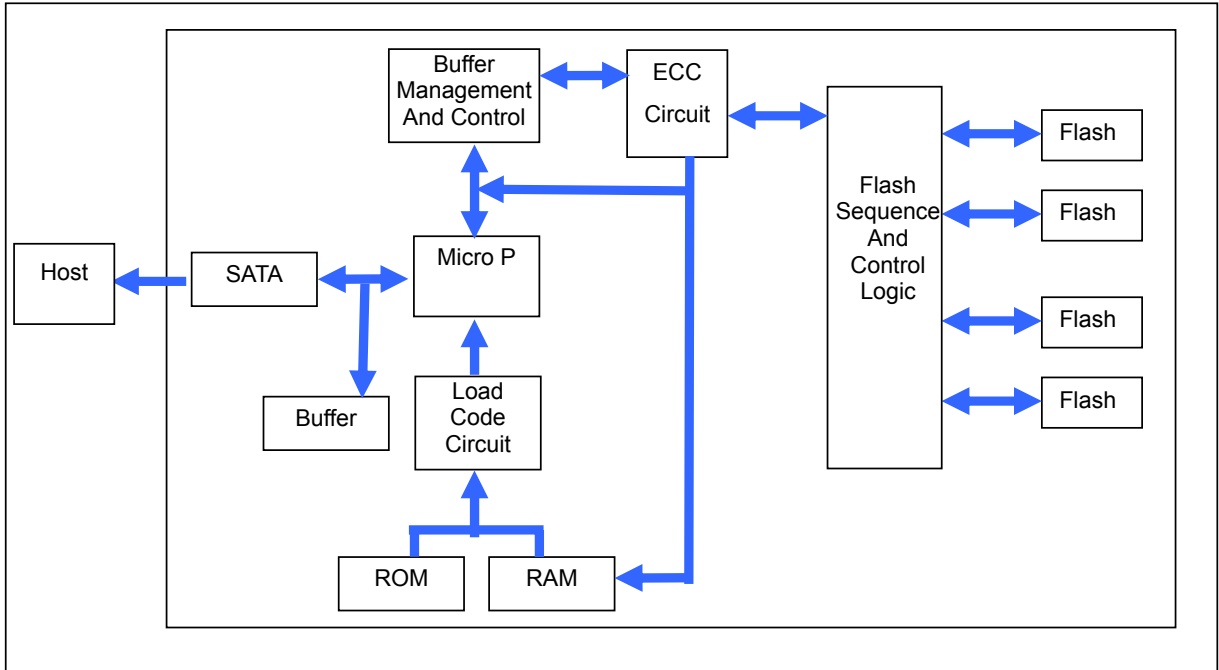 Buffer
Management
And Control
ECC
Circuit
Flash
Flash
Flash
Sequence
And
Control
Logic
Host
SATA
Micro P
Flash
Buffer
Load
Code
Circuit
Flash
ROM
RAM